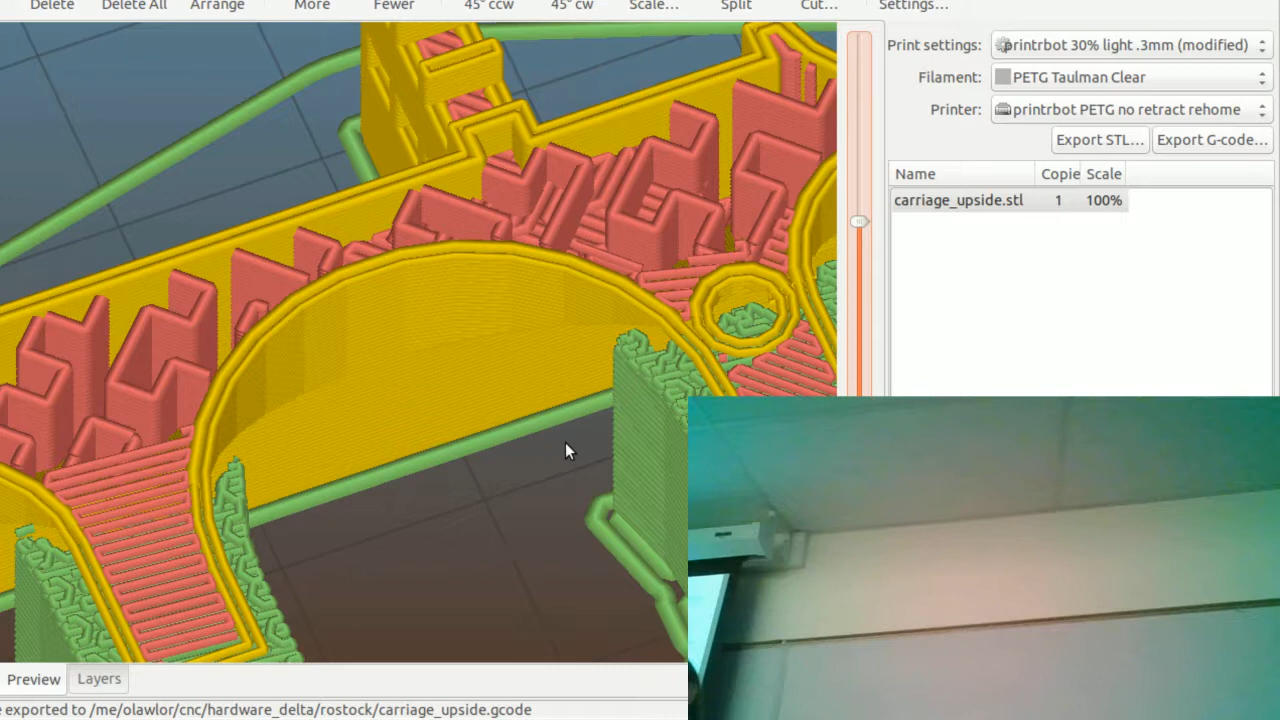 Delete Delete All Arrange More Fewer 45° ccw 45° cw Scale… Split Cut… Settings…
Print settings: printrbot 30% light .3mm (modified)
Filament: PETG Taulman Clear
Printer: printrbot PETG no retract rehome
Export STL… Export G-code…
Name Copie Scale
carriage_upside.stl 1 100%
Preview Layers
exported to /me/olawlor/cnc/hardware_delta/rostock/carriage_upside.gcode